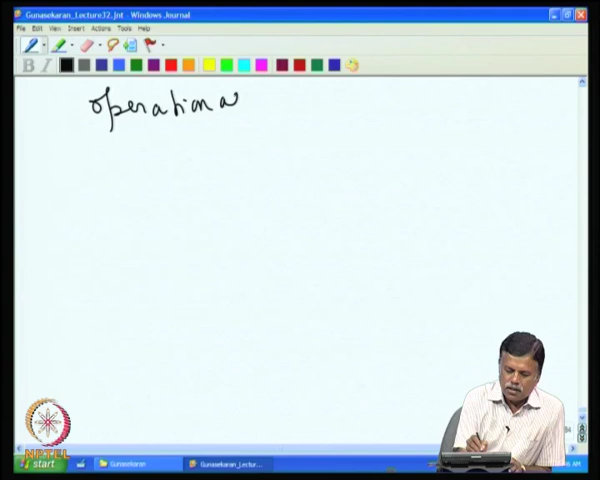 Gunasekaran_Lecture32.jnt - Windows Journal
File Edit View Insert Actions Tools Help
B I
operationa
NPTEL
start Gunasekaran Gunasekaran_Lectur...